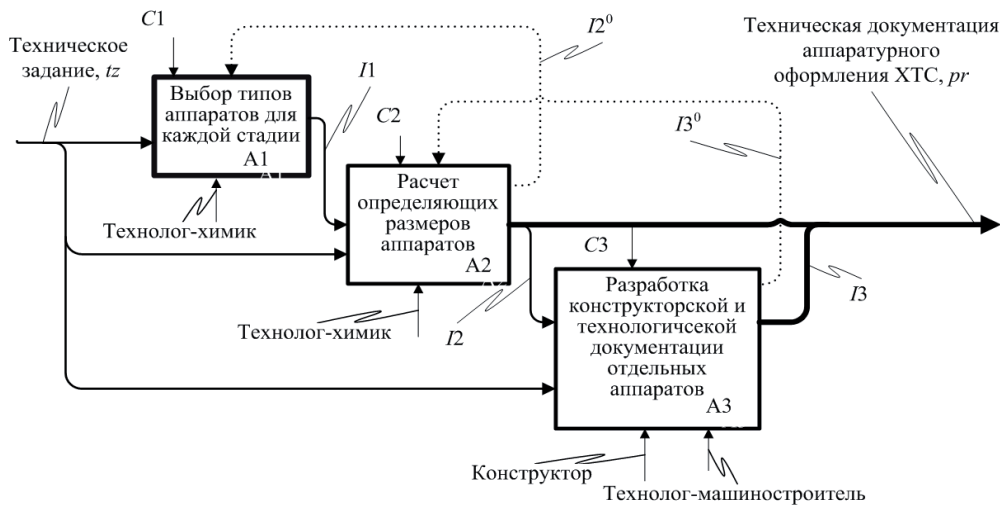 Техническое
задание, tz
C1
I2⁰
Техническая документация
аппаратурного
оформления ХТС, pr
Выбор типов
аппаратов для
каждой стадии
A1
I1
C2
I3⁰
Технолог-химик
Расчет
определяющих
размеров
аппаратов
A2
C3
I3
Технолог-химик
I2
Разработка
конструкторской и
технологичсекой
документации
отдельных
аппаратов
A3
Конструктор
Технолог-машиностроитель